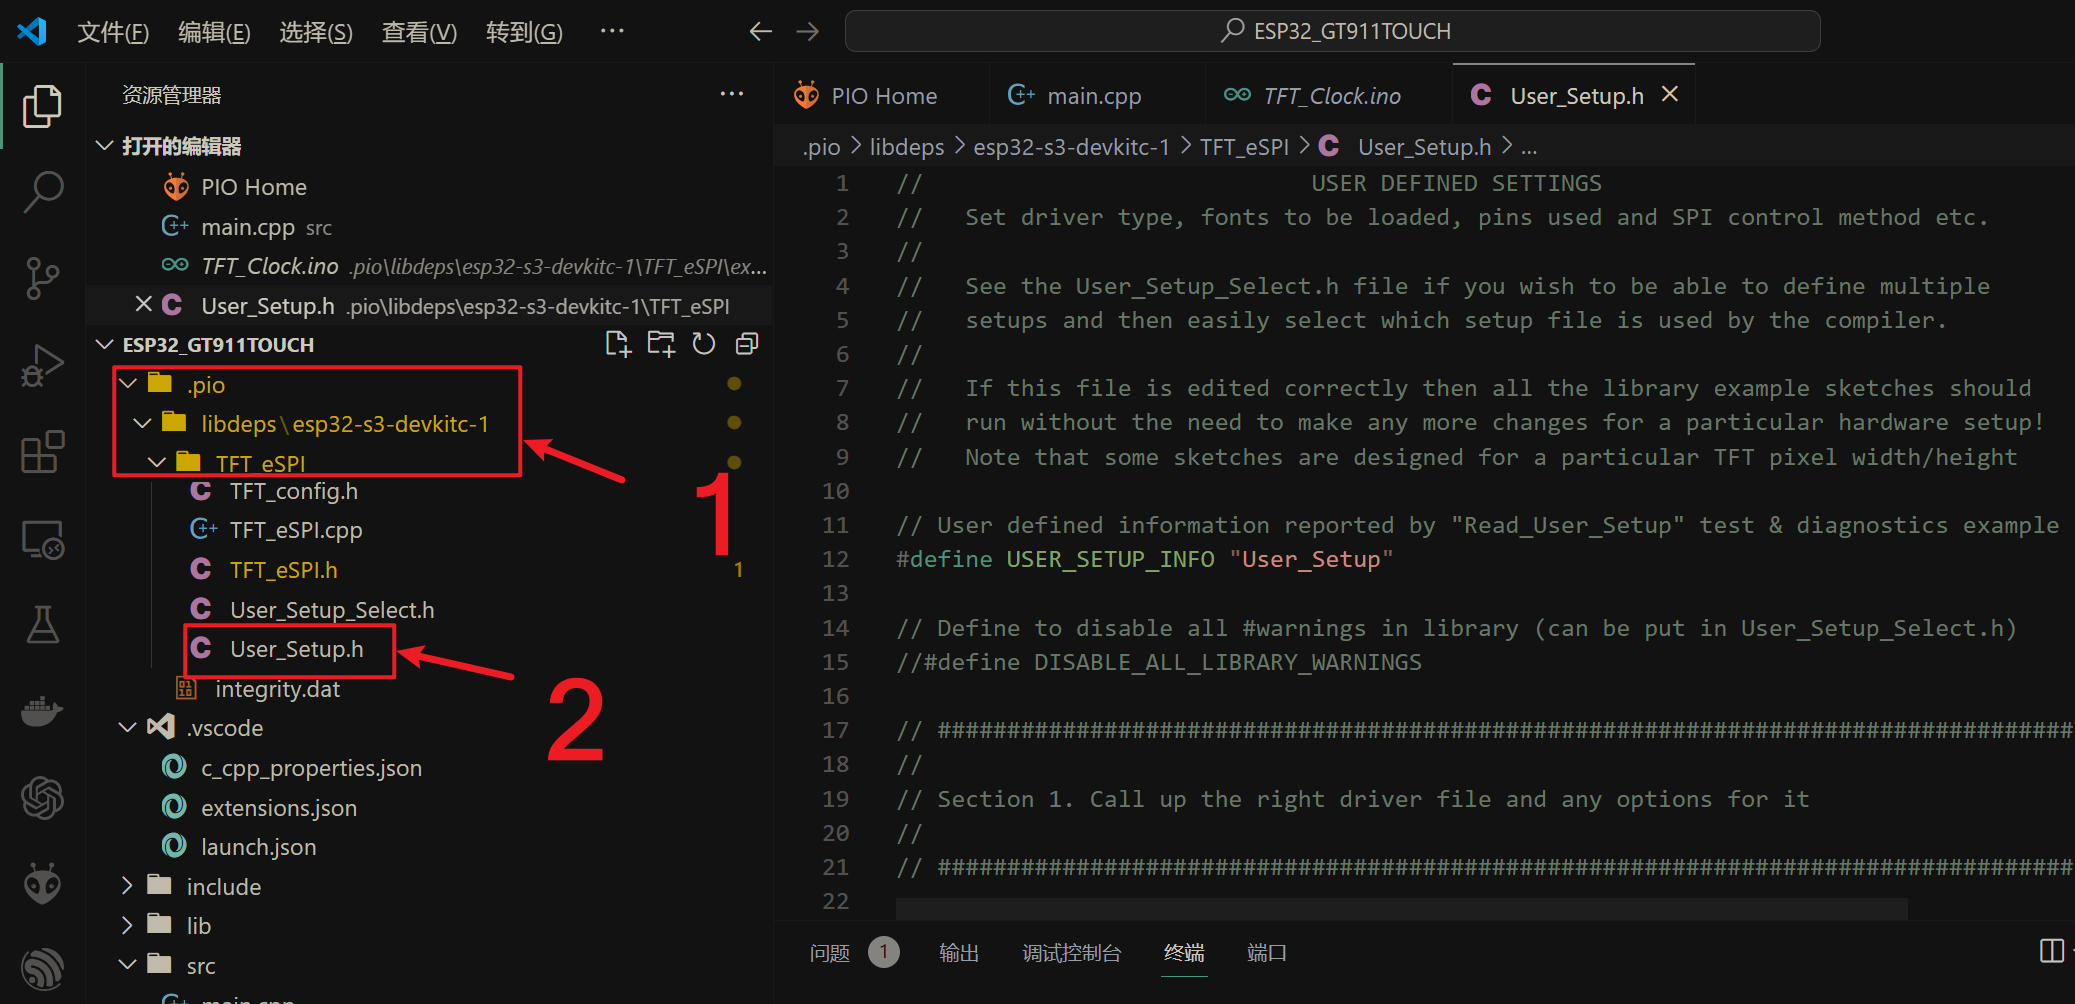 文件(F) 编辑(E) 选择(S) 查看(V) 转到(G) ··· ESP32_GT911TOUCH
资源管理器 ···
打开的编辑器
PIO Home
main.cpp src
TFT_Clock.ino .pio\libdeps\esp32-s3-devkitc-1\TFT_eSPI\ex...
User_Setup.h .pio\libdeps\esp32-s3-devkitc-1\TFT_eSPI
ESP32_GT911TOUCH
.pio
libdeps\esp32-s3-devkitc-1
TFT_eSPI
TFT_config.h
TFT_eSPI.cpp
TFT_eSPI.h 1
User_Setup_Select.h
User_Setup.h
integrity.dat
.vscode
c_cpp_properties.json
extensions.json
launch.json
include
lib
src
main.cpp
1
2
PIO Home main.cpp TFT_Clock.ino User_Setup.h
.pio > libdeps > esp32-s3-devkitc-1 > TFT_eSPI > User_Setup.h > ...
1 // USER DEFINED SETTINGS
2 // Set driver type, fonts to be loaded, pins used and SPI control method etc.
3 //
4 // See the User_Setup_Select.h file if you wish to be able to define multiple
5 // setups and then easily select which setup file is used by the compiler.
6 //
7 // If this file is edited correctly then all the library example sketches should
8 // run without the need to make any more changes for a particular hardware setup!
9 // Note that some sketches are designed for a particular TFT pixel width/height
10
11 // User defined information reported by "Read_User_Setup" test & diagnostics example
12 #define USER_SETUP_INFO "User_Setup"
13
14 // Define to disable all #warnings in library (can be put in User_Setup_Select.h)
15 //#define DISABLE_ALL_LIBRARY_WARNINGS
16
17 // ##################################################################################
18 //
19 // Section 1. Call up the right driver file and any options for it
20 //
21 // ##################################################################################
22
问题 1 输出 调试控制台 终端 端口